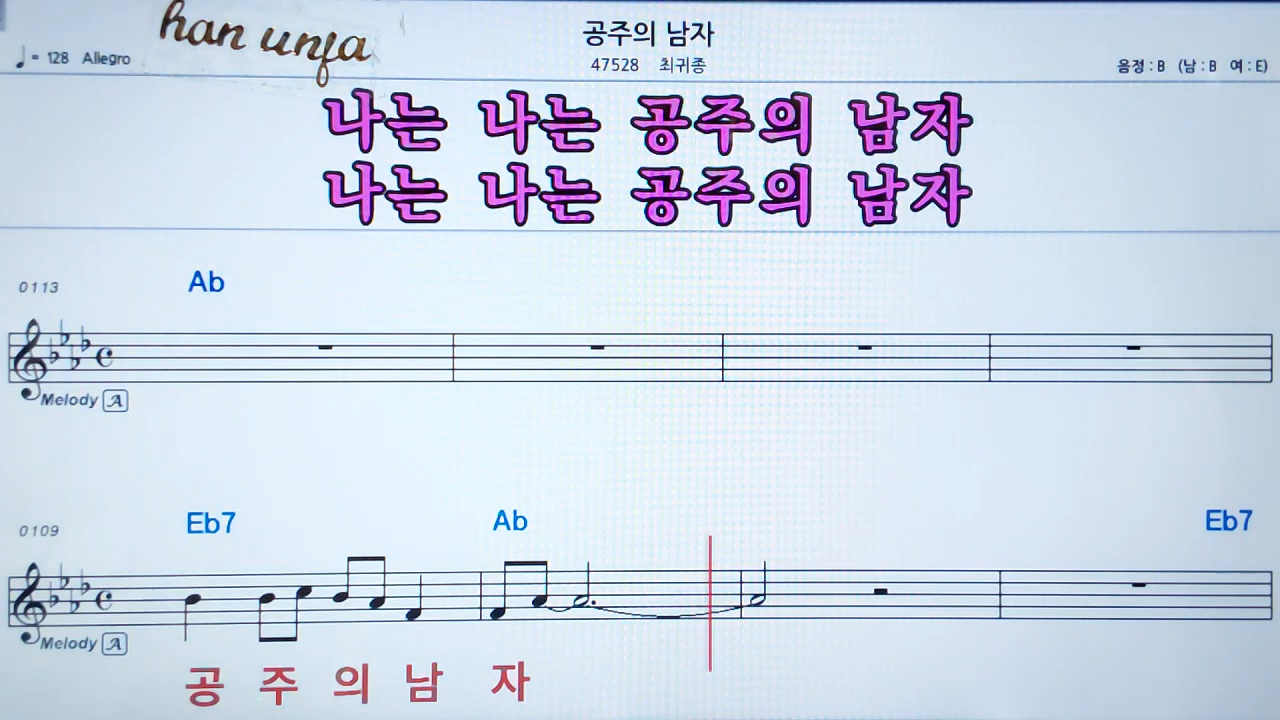 han unfa
공주의 남자
♩= 128 Allegro
47528 최귀종
음정 : B (남 : B 여 : E)
나는 나는 공주의 남자
나는 나는 공주의 남자
0113 Ab
Melody A
0109 Eb7 Ab Eb7
Melody A
공 주 의 남 자